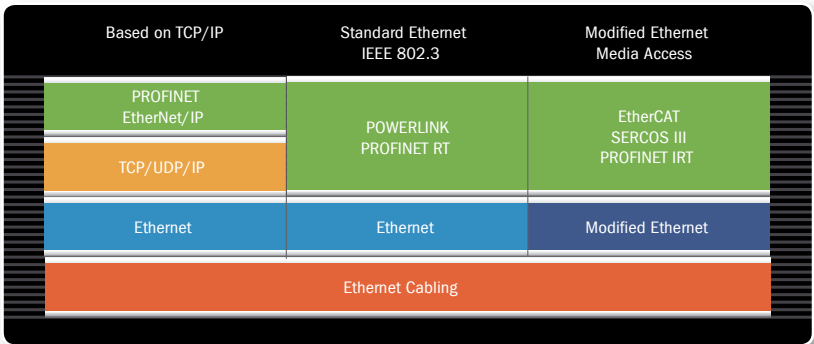 Based on TCP/IP
Standard Ethernet
IEEE 802.3
Modified Ethernet
Media Access
PROFINET
EtherNet/IP
POWERLINK
PROFINET RT
EtherCAT
SERCOS III
PROFINET IRT
TCP/UDP/IP
Ethernet
Ethernet
Modified Ethernet
Ethernet Cabling